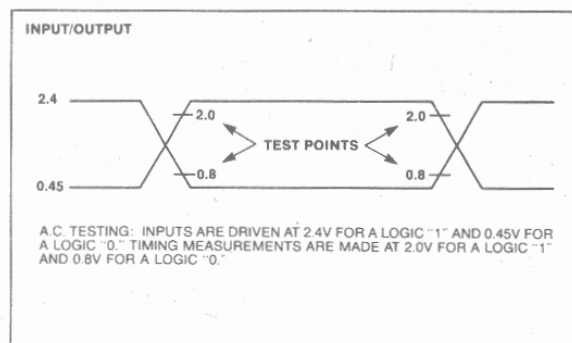 INPUT/OUTPUT
2.4
2.0
2.0
TEST POINTS
0.8
0.8
0.45
A.C. TESTING: INPUTS ARE DRIVEN AT 2.4V FOR A LOGIC "1" AND 0.45V FOR
A LOGIC "0." TIMING MEASUREMENTS ARE MADE AT 2.0V FOR A LOGIC "1"
AND 0.8V FOR A LOGIC "0."